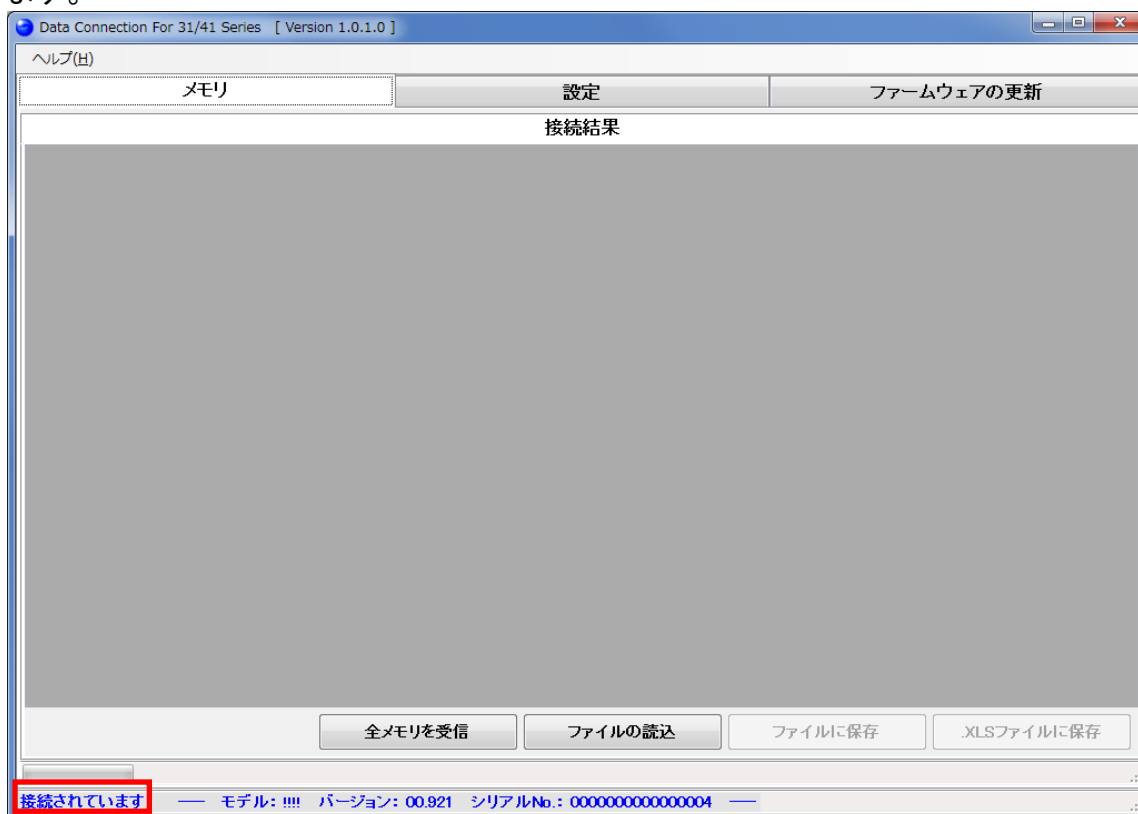 ます。
Data Connection For 31/41 Series [ Version 1.0.1.0 ]
ヘルプ(H)
メモリ 設定 ファームウェアの更新
接続結果
全メモリを受信 ファイルの読込 ファイルに保存 .XLSファイルに保存
接続されています ── モデル: !!!! バージョン: 00.921 シリアルNo.: 0000000000000004 ──